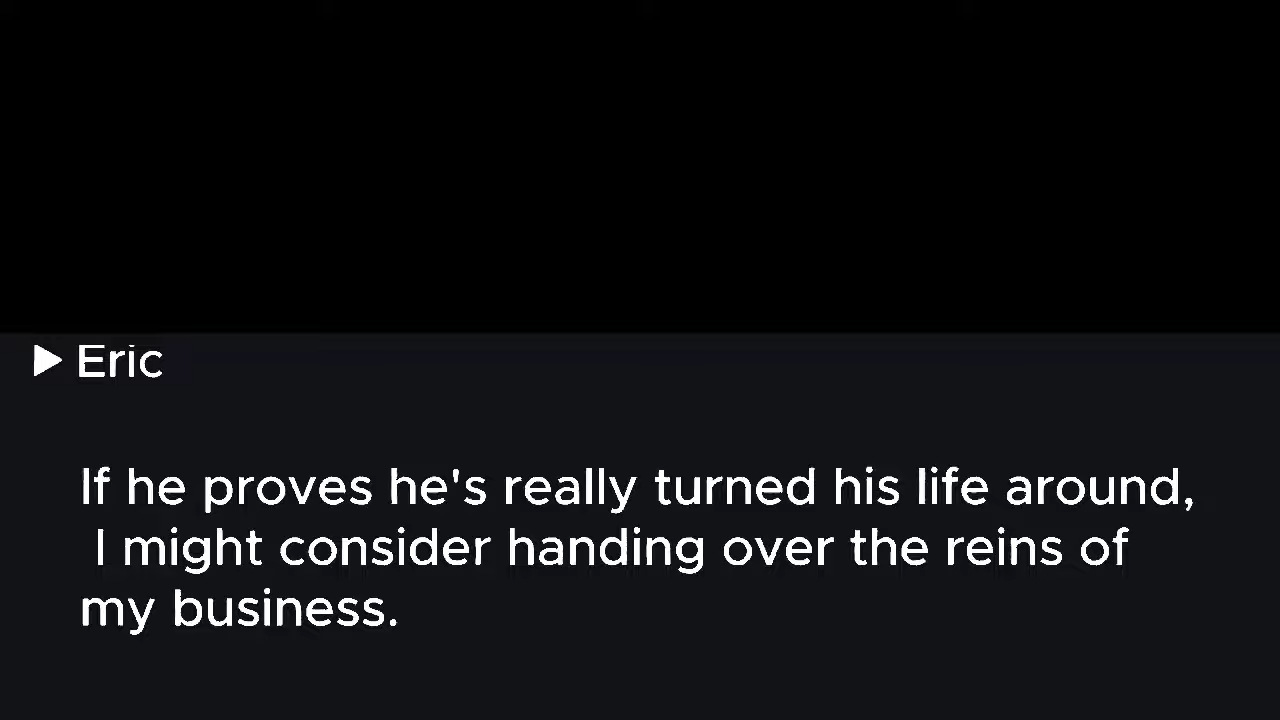 ▶ Eric
If he proves he's really turned his life around,
I might consider handing over the reins of
my business.